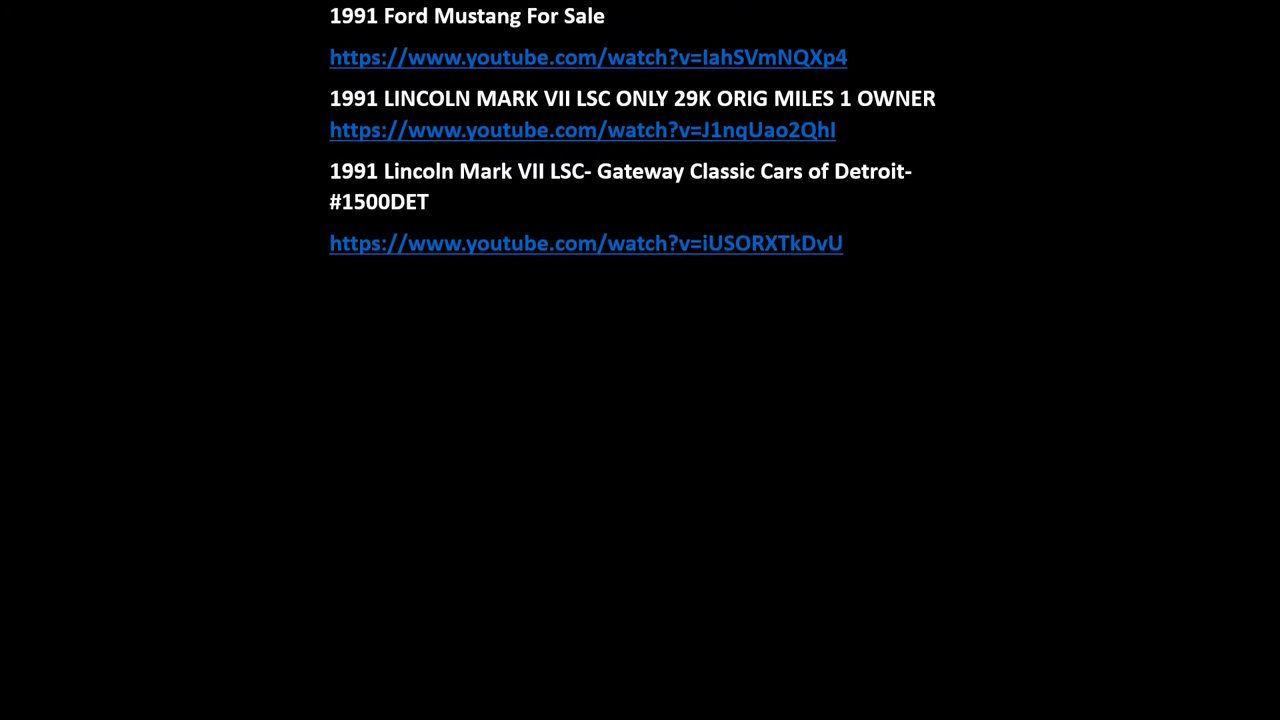 1991 Ford Mustang For Sale
https://www.youtube.com/watch?v=IahSVmNQXp4
1991 LINCOLN MARK VII LSC ONLY 29K ORIG MILES 1 OWNER
https://www.youtube.com/watch?v=J1nqUao2QhI
1991 Lincoln Mark VII LSC- Gateway Classic Cars of Detroit-
#1500DET
https://www.youtube.com/watch?v=iUSORXTkDvU